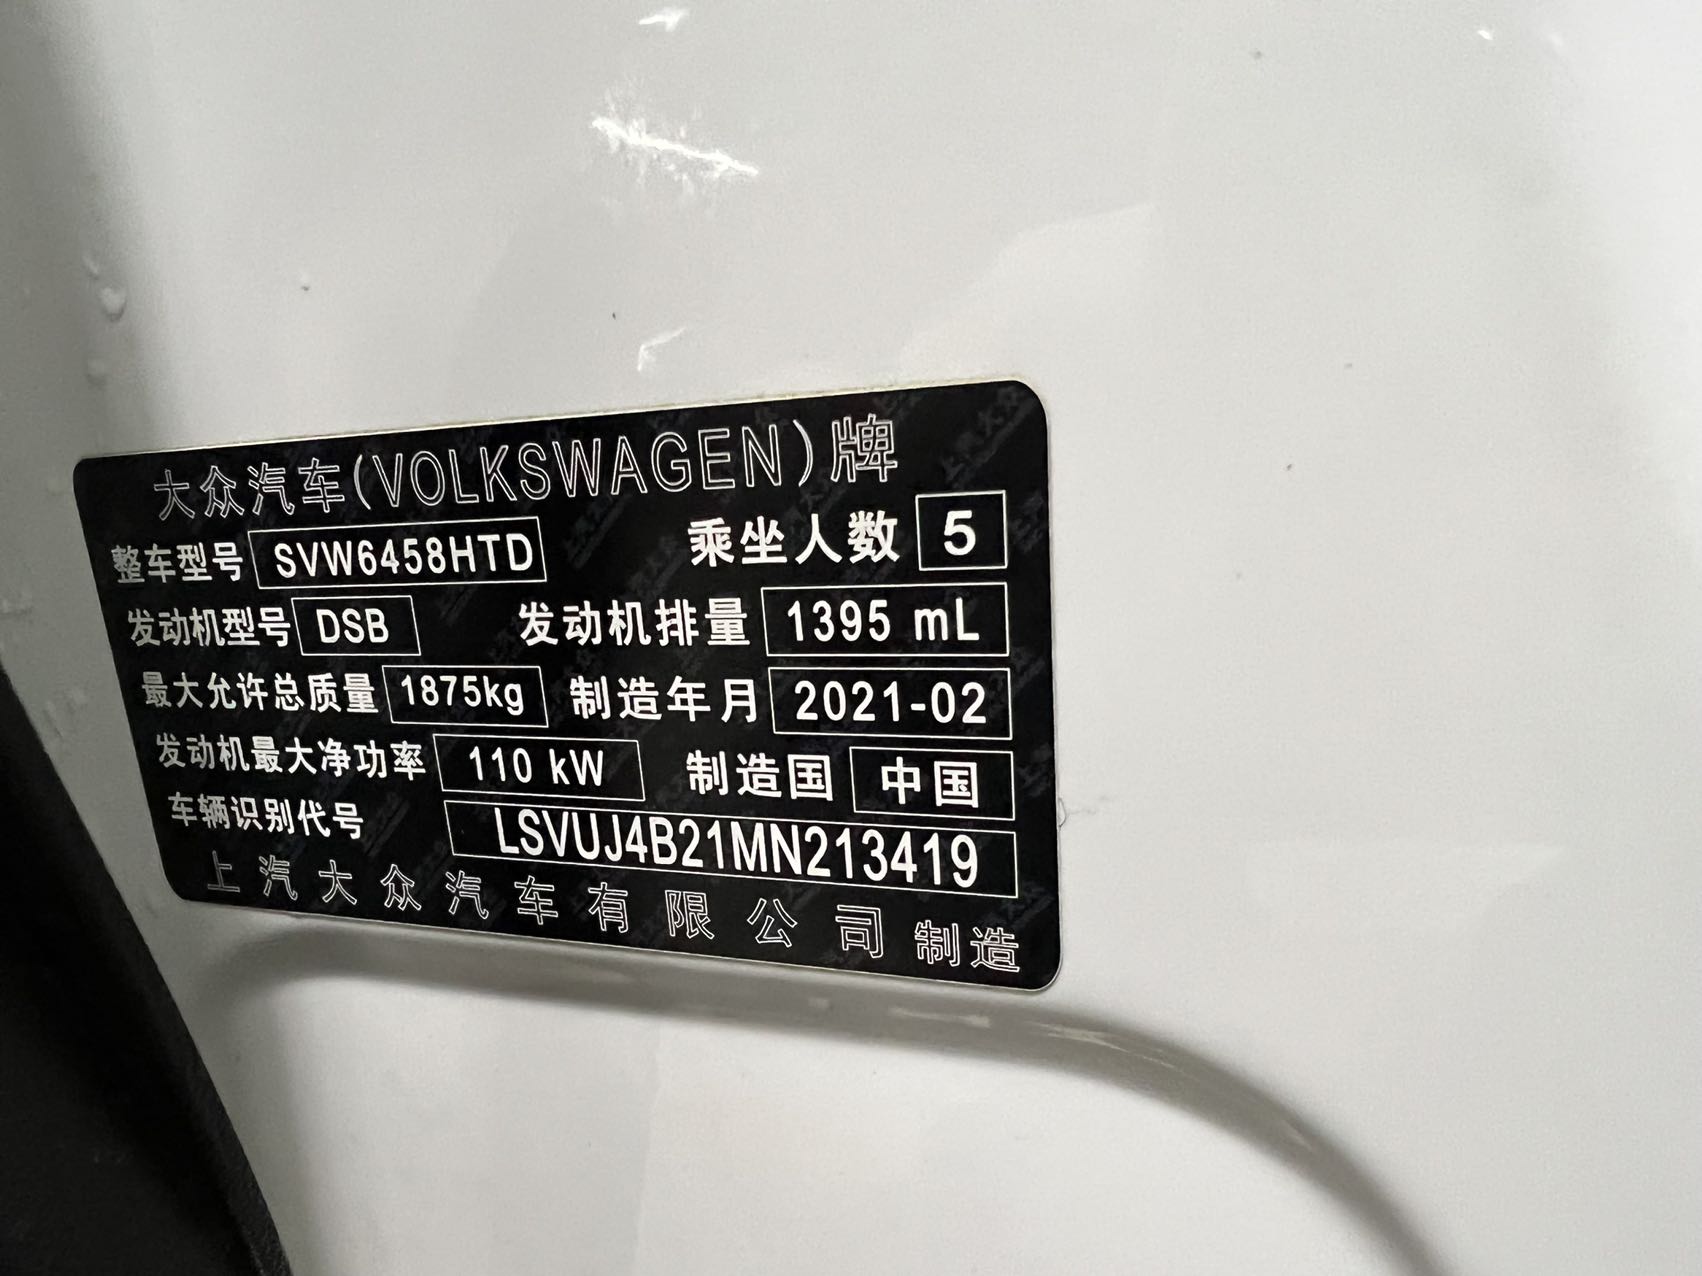 大众汽车(VOLKSWAGEN)牌
整车型号 SVW6458HTD 乘坐人数 5
发动机型号 DSB 发动机排量 1395 mL
最大允许总质量 1875kg 制造年月 2021-02
发动机最大净功率 110 kW 制造国 中国
车辆识别代号 LSVUJ4B21MN213419
上汽大众汽车有限公司 制造